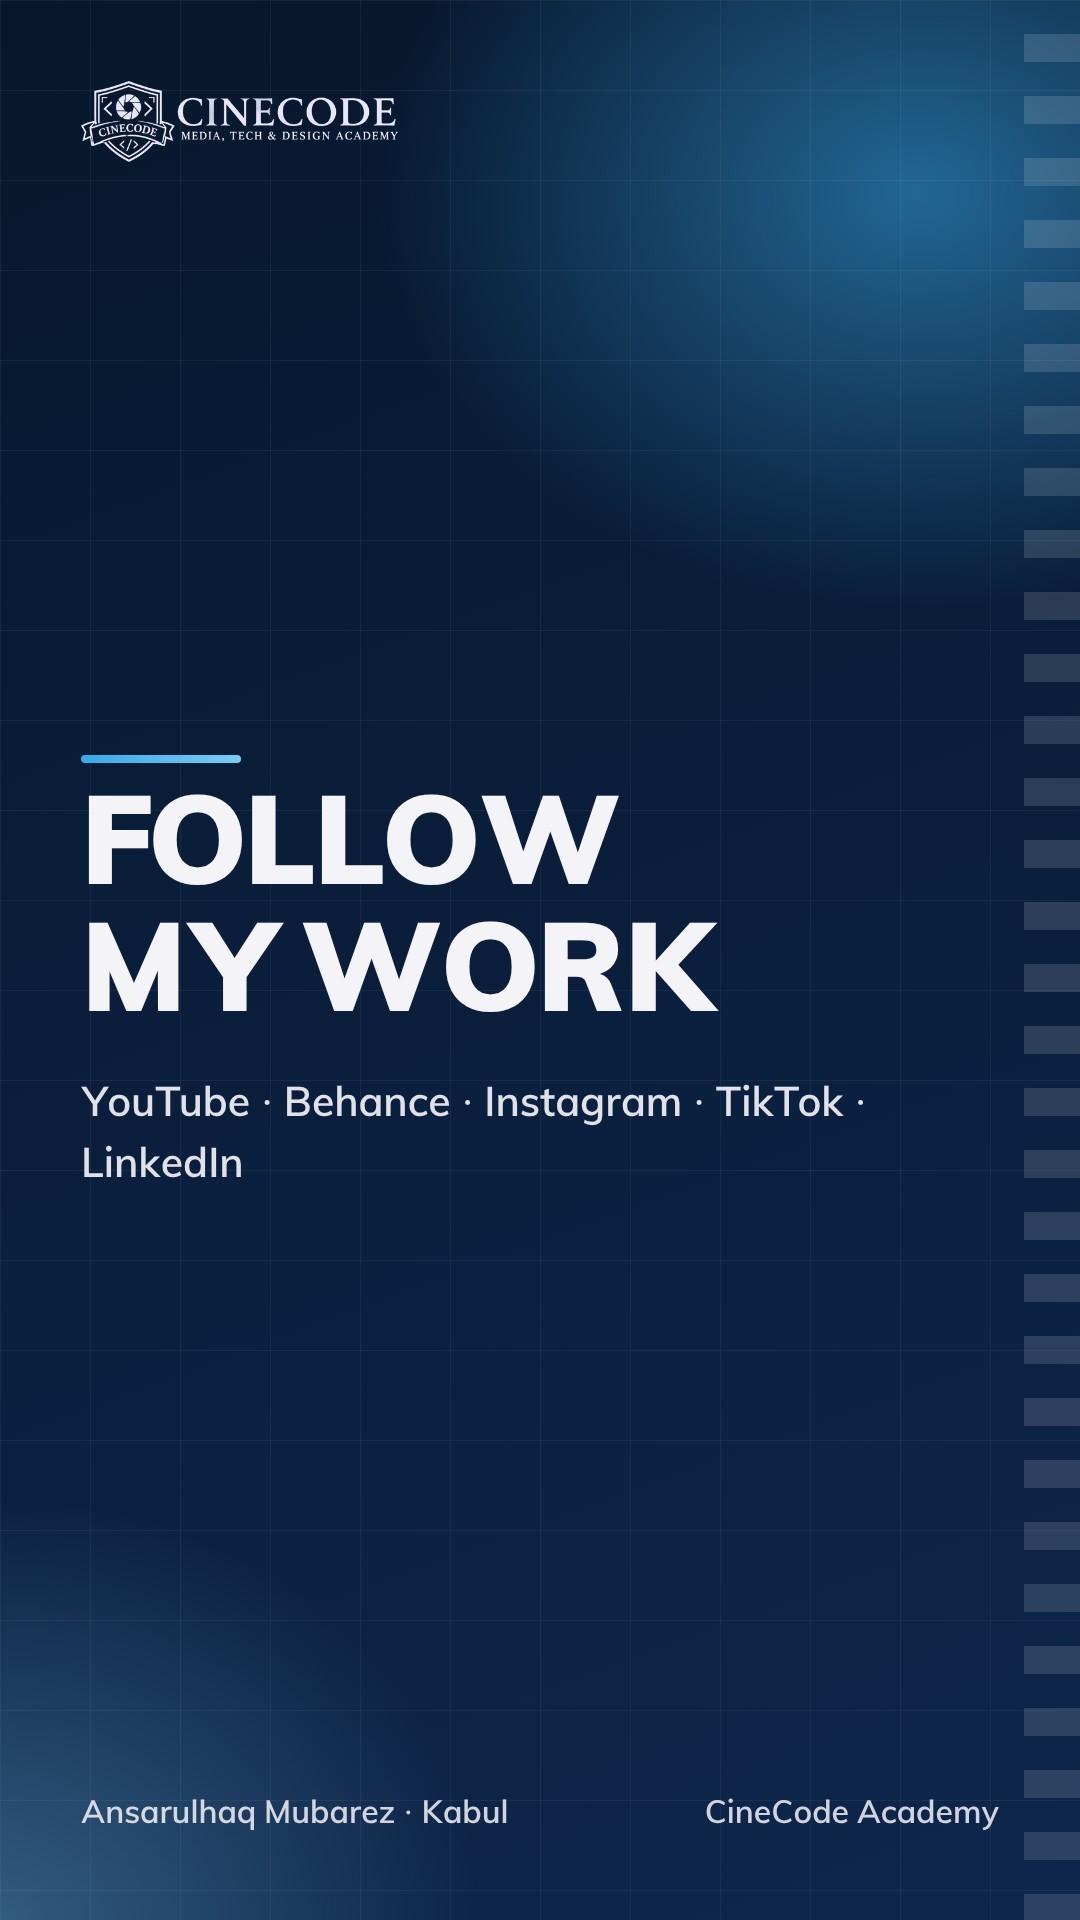 CINECODE
</>
CINECODE
MEDIA, TECH & DESIGN ACADEMY
FOLLOW
MY WORK
YouTube · Behance · Instagram · TikTok ·
LinkedIn
Ansarulhaq Mubarez · Kabul
CineCode Academy